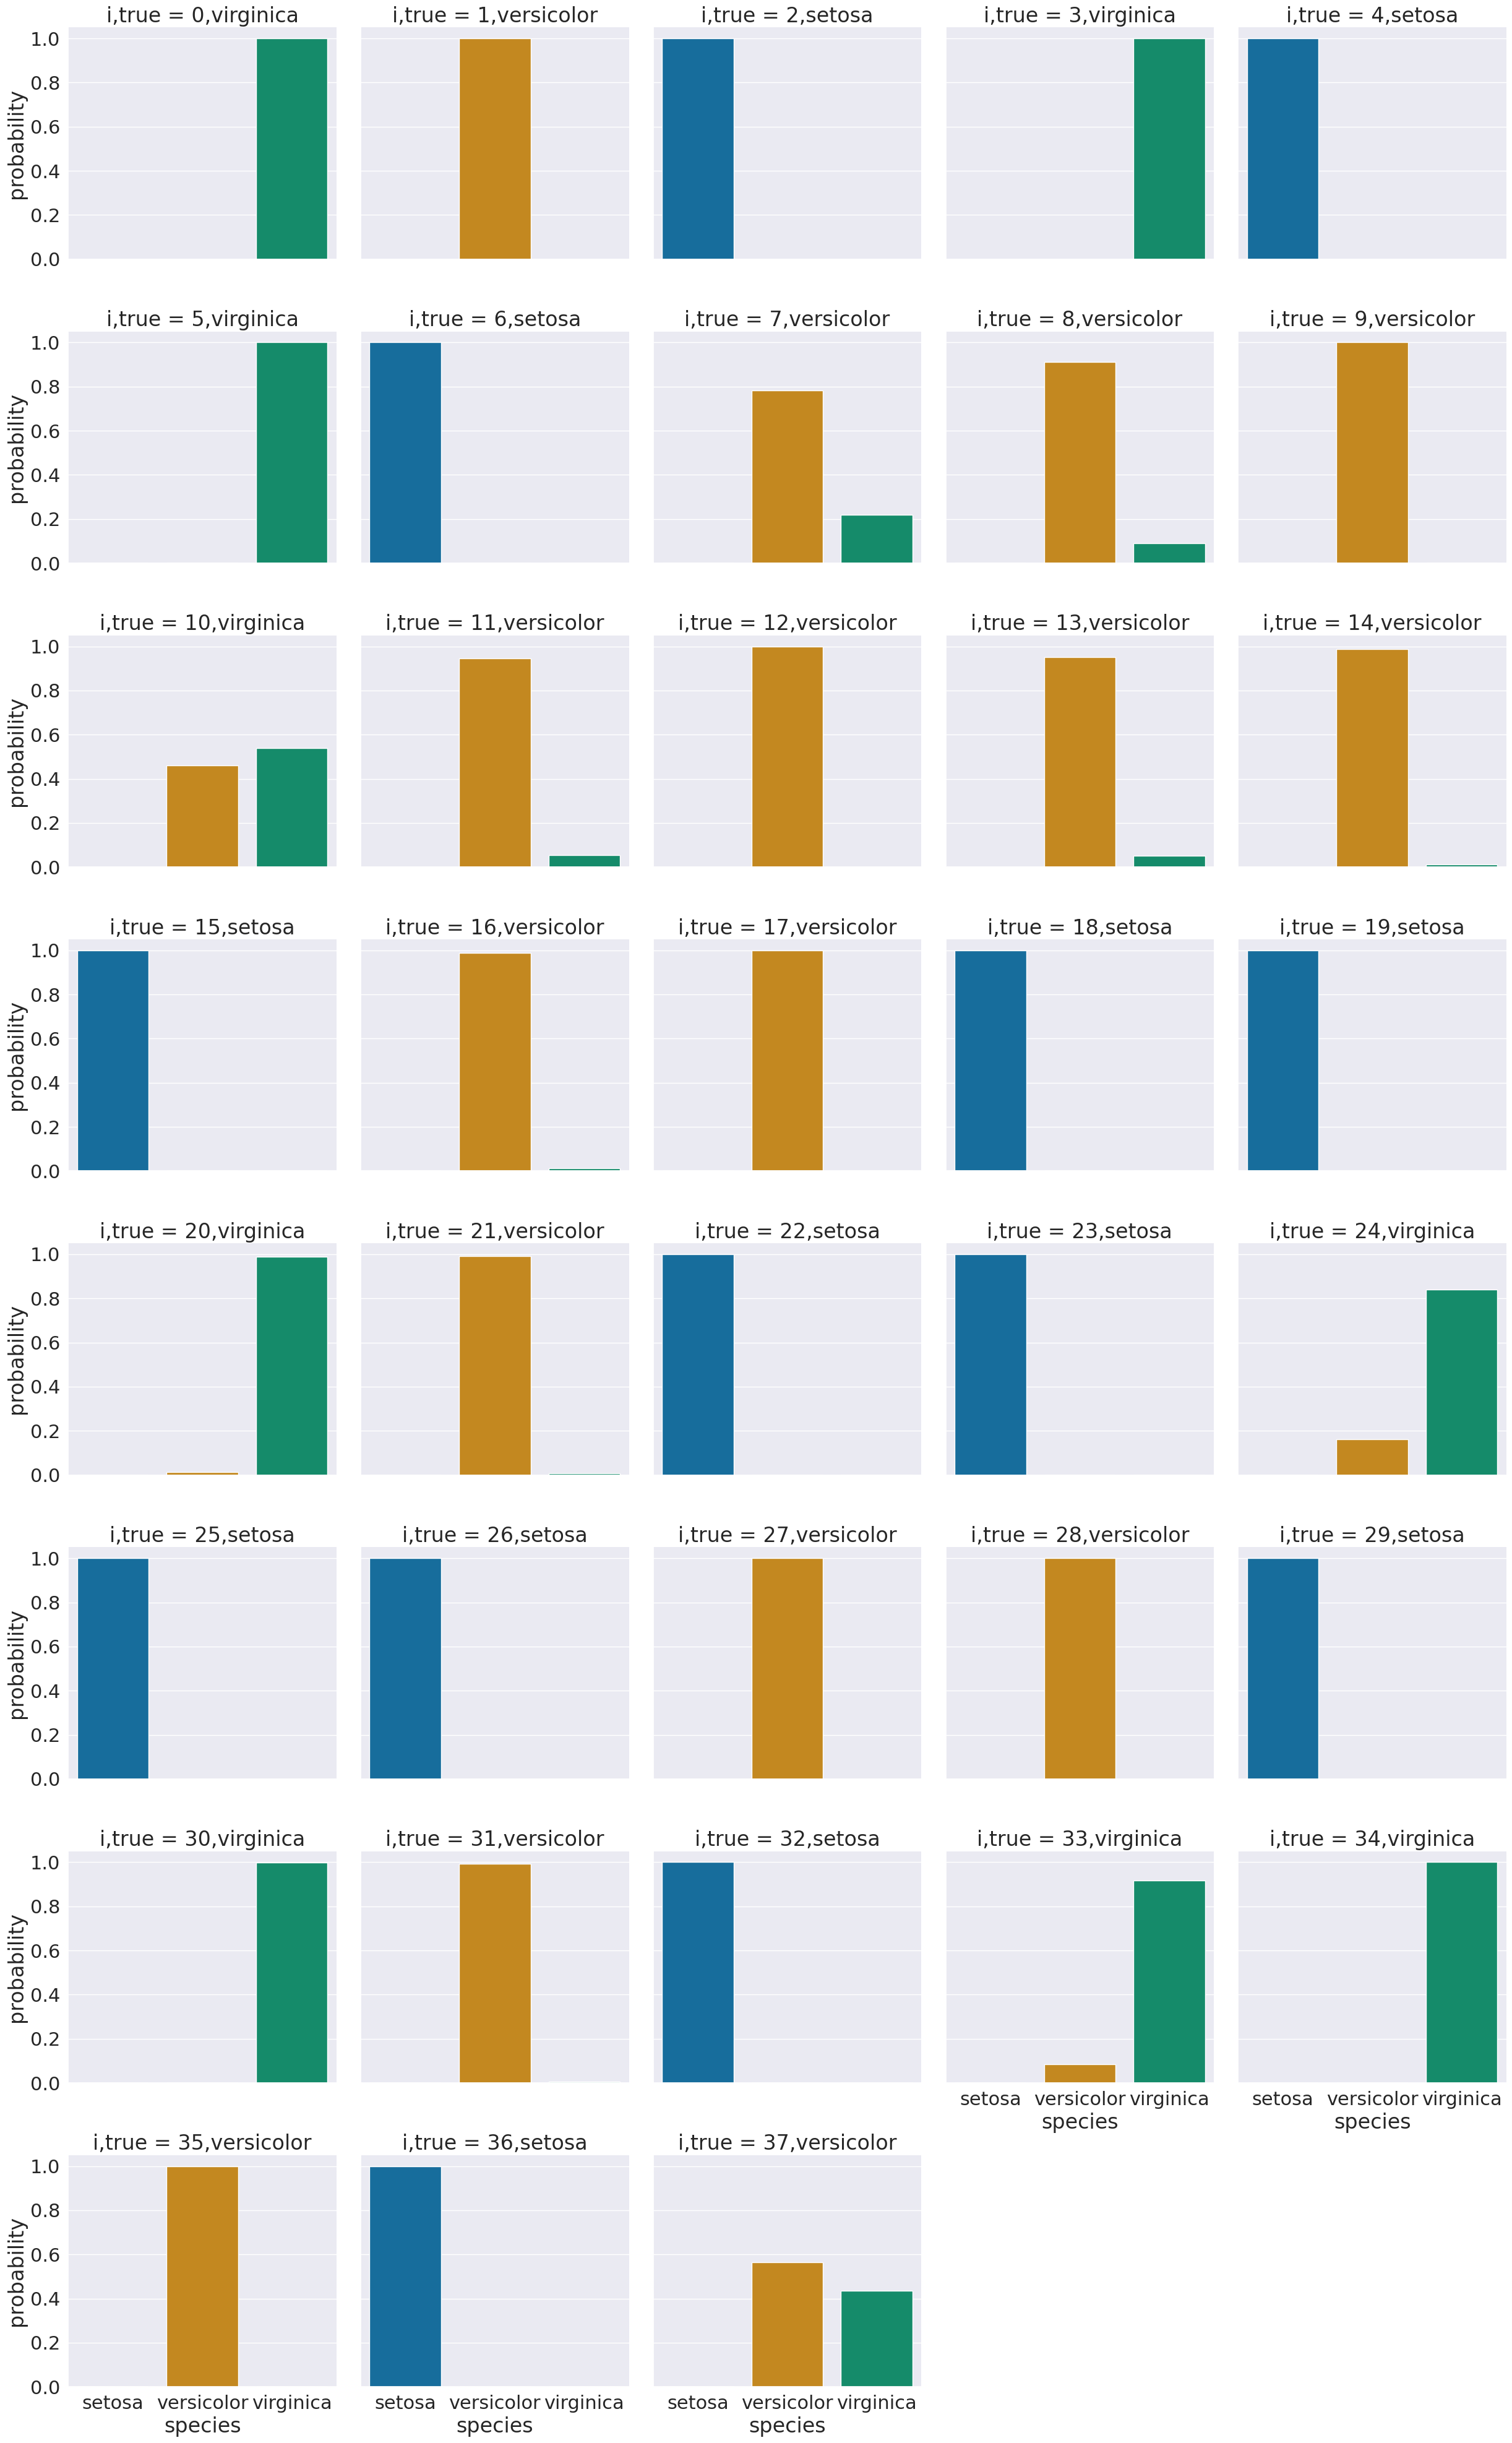 i,true = 0,virginica i,true = 1,versicolor i,true = 2,setosa i,true = 3,virginica i,true = 4,setosa
1.0
0.8
0.6
0.4
0.2
0.0
probability
i,true = 5,virginica i,true = 6,setosa i,true = 7,versicolor i,true = 8,versicolor i,true = 9,versicolor
1.0
0.8
0.6
0.4
0.2
0.0
probability
i,true = 10,virginica i,true = 11,versicolor i,true = 12,versicolor i,true = 13,versicolor i,true = 14,versicolor
1.0
0.8
0.6
0.4
0.2
0.0
probability
i,true = 15,setosa i,true = 16,versicolor i,true = 17,versicolor i,true = 18,setosa i,true = 19,setosa
1.0
0.8
0.6
0.4
0.2
0.0
probability
i,true = 20,virginica i,true = 21,versicolor i,true = 22,setosa i,true = 23,setosa i,true = 24,virginica
1.0
0.8
0.6
0.4
0.2
0.0
probability
i,true = 25,setosa i,true = 26,setosa i,true = 27,versicolor i,true = 28,versicolor i,true = 29,setosa
1.0
0.8
0.6
0.4
0.2
0.0
probability
i,true = 30,virginica i,true = 31,versicolor i,true = 32,setosa i,true = 33,virginica i,true = 34,virginica
1.0
0.8
0.6
0.4
0.2
0.0
probability
setosa versicolor virginica setosa versicolor virginica
species species
i,true = 35,versicolor i,true = 36,setosa i,true = 37,versicolor
1.0
0.8
0.6
0.4
0.2
0.0
probability
setosa versicolor virginica setosa versicolor virginica setosa versicolor virginica
species species species